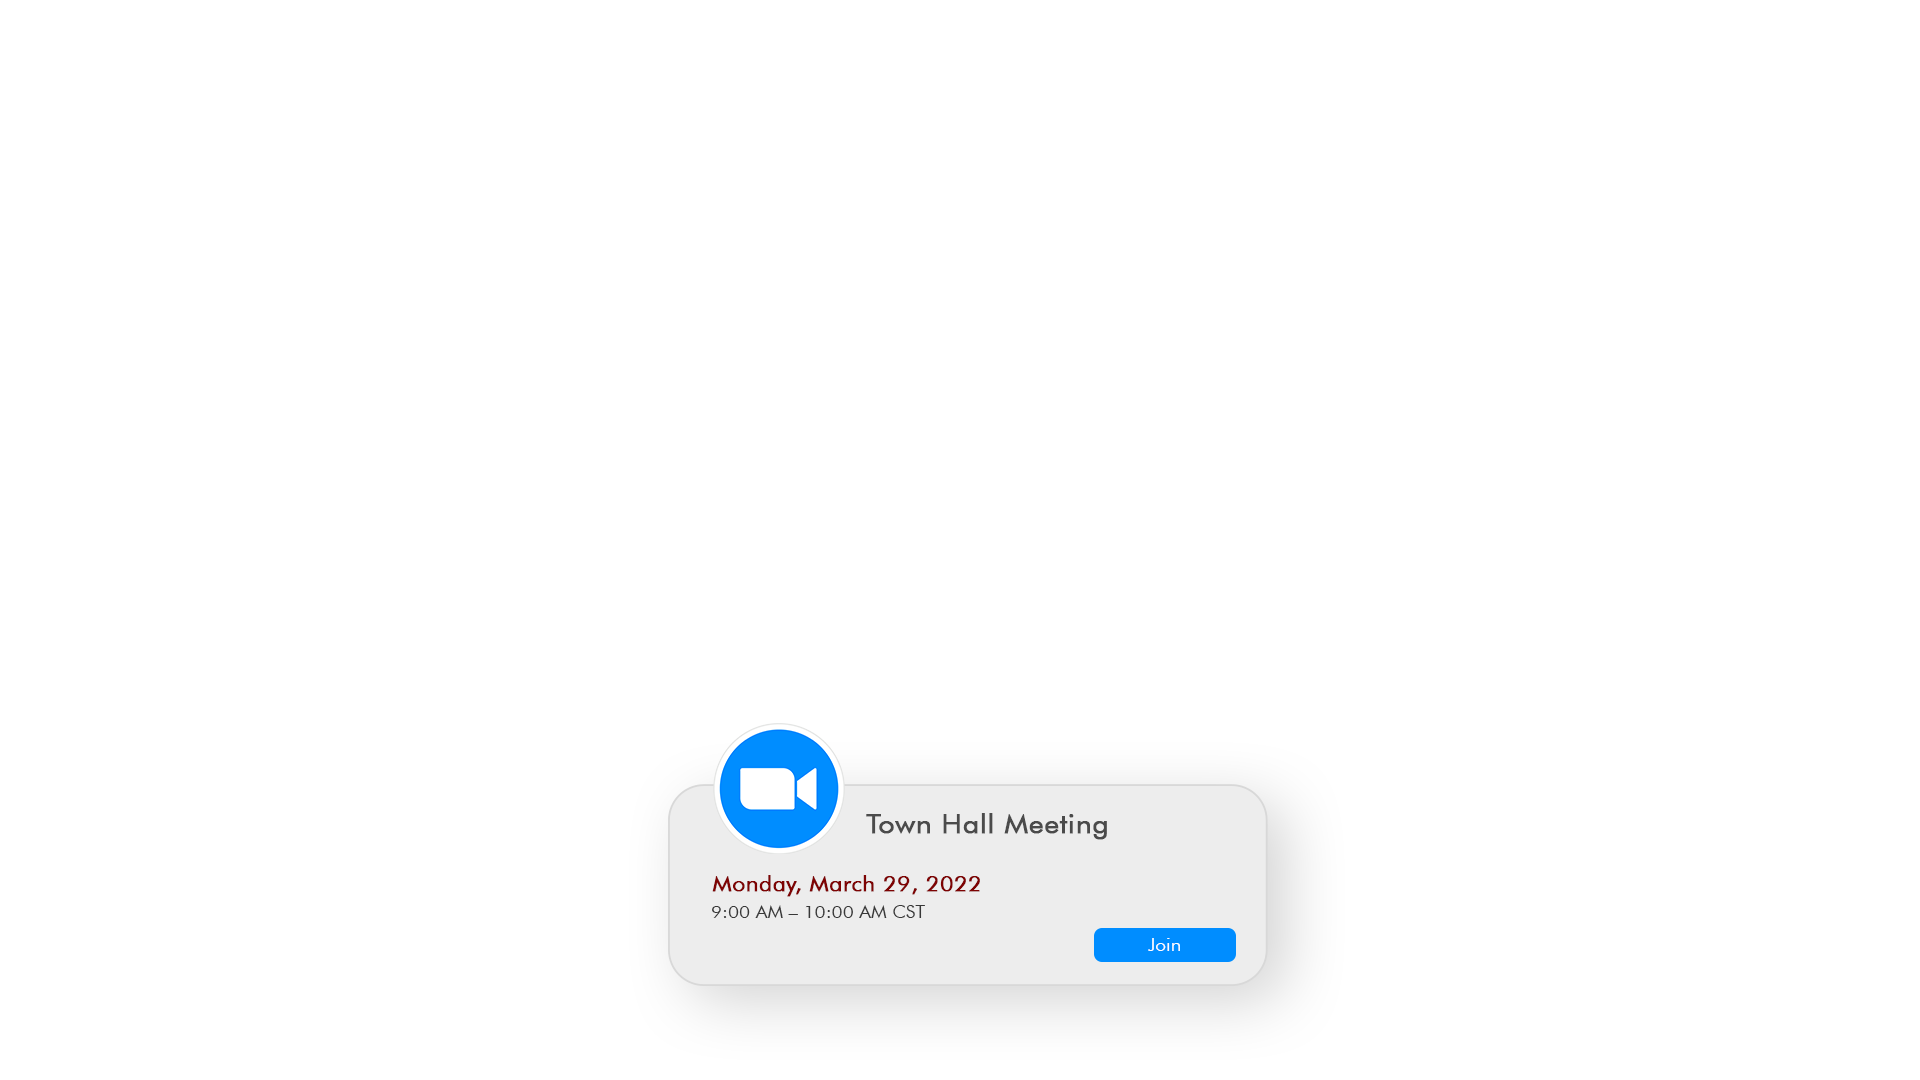 Town Hall Meeting
Monday, March 29, 2022
9:00 AM – 10:00 AM CST
Join